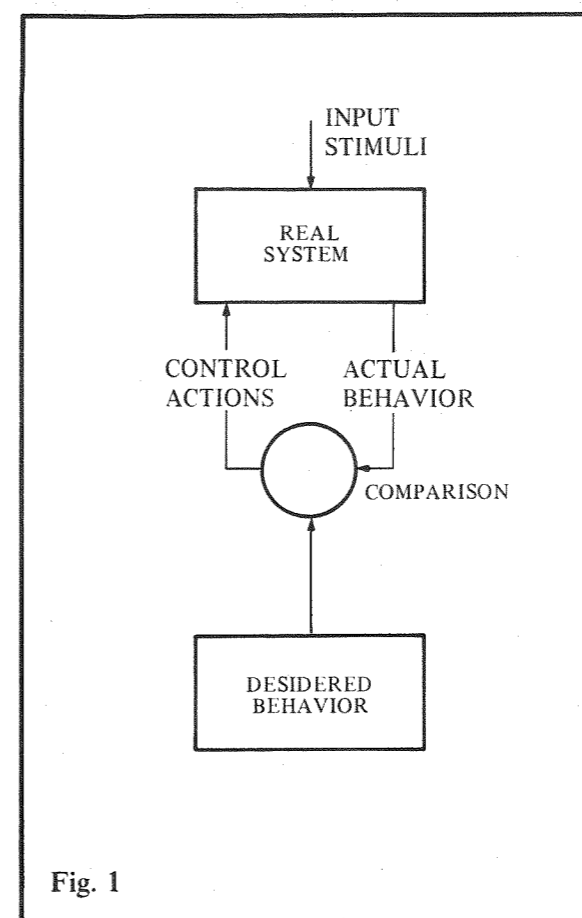 INPUT
STIMULI
REAL
SYSTEM
CONTROL
ACTIONS
ACTUAL
BEHAVIOR
COMPARISON
DESIDERED
BEHAVIOR
Fig. 1